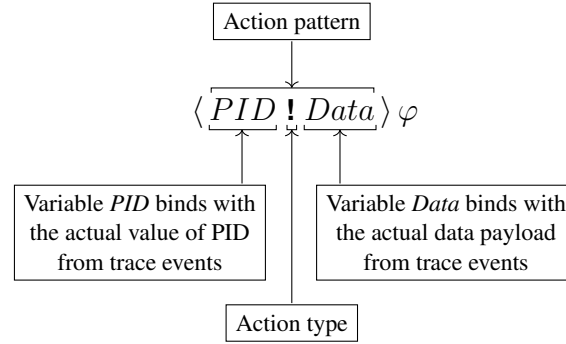 Action pattern
⟨ PID ! Data ⟩ φ
Variable PID binds with
the actual value of PID
from trace events
Variable Data binds with
the actual data payload
from trace events
Action type